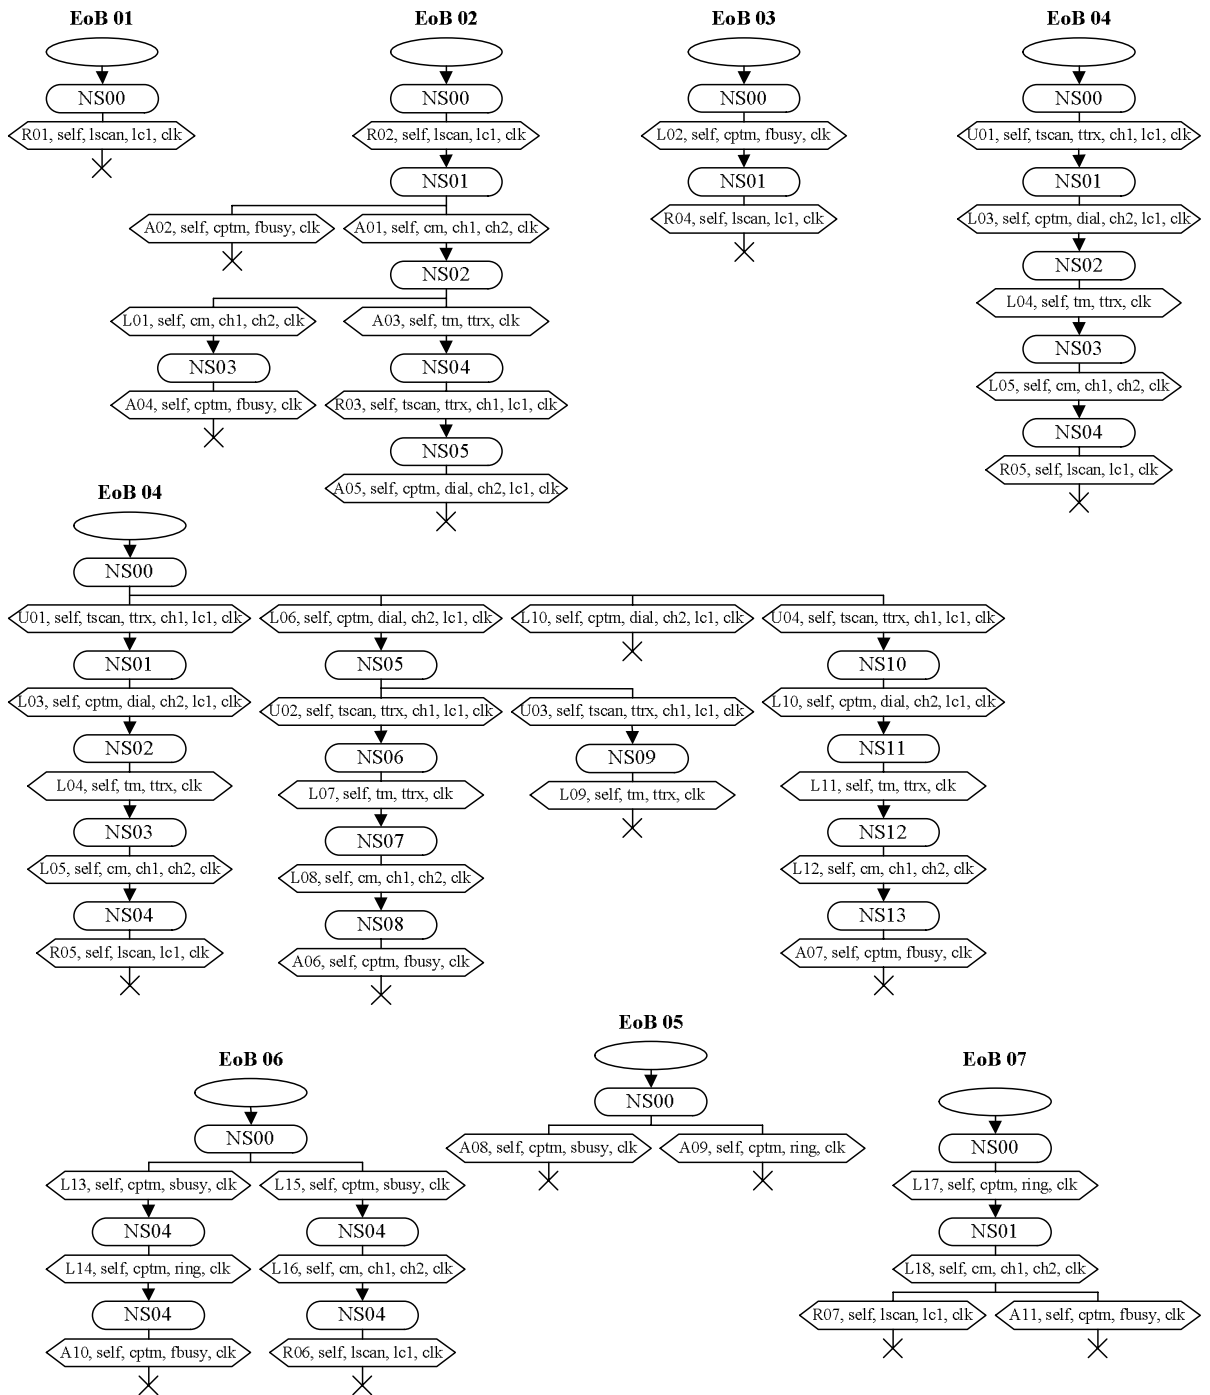 EoB 01
NS00
R01, self, lscan, lc1, clk
EoB 02
NS00
R02, self, lscan, lc1, clk
NS01
A02, self, cptm, fbusy, clk
A01, self, cm, ch1, ch2, clk
NS02
L01, self, cm, ch1, ch2, clk
A03, self, tm, ttrx, clk
NS03
NS04
A04, self, cptm, fbusy, clk
R03, self, tscan, ttrx, ch1, lc1, clk
NS05
A05, self, cptm, dial, ch2, lc1, clk
EoB 03
NS00
L02, self, cptm, fbusy, clk
NS01
R04, self, lscan, lc1, clk
EoB 04
NS00
U01, self, tscan, ttrx, ch1, lc1, clk
NS01
L03, self, cptm, dial, ch2, lc1, clk
NS02
L04, self, tm, ttrx, clk
NS03
L05, self, cm, ch1, ch2, clk
NS04
R05, self, lscan, lc1, clk
EoB 04
NS00
U01, self, tscan, ttrx, ch1, lc1, clk
NS01
L03, self, cptm, dial, ch2, lc1, clk
NS02
L04, self, tm, ttrx, clk
NS03
L05, self, cm, ch1, ch2, clk
NS04
R05, self, lscan, lc1, clk
L06, self, cptm, dial, ch2, lc1, clk
NS05
U02, self, tscan, ttrx, ch1, lc1, clk
NS06
L07, self, tm, ttrx, clk
NS07
L08, self, cm, ch1, ch2, clk
NS08
A06, self, cptm, fbusy, clk
L10, self, cptm, dial, ch2, lc1, clk
U03, self, tscan, ttrx, ch1, lc1, clk
NS09
L09, self, tm, ttrx, clk
U04, self, tscan, ttrx, ch1, lc1, clk
NS10
L10, self, cptm, dial, ch2, lc1, clk
NS11
L11, self, tm, ttrx, clk
NS12
L12, self, cm, ch1, ch2, clk
NS13
A07, self, cptm, fbusy, clk
EoB 06
NS00
L13, self, cptm, sbusy, clk
NS04
L14, self, cptm, ring, clk
NS04
A10, self, cptm, fbusy, clk
L15, self, cptm, sbusy, clk
NS04
L16, self, cm, ch1, ch2, clk
NS04
R06, self, lscan, lc1, clk
EoB 05
NS00
A08, self, cptm, sbusy, clk
A09, self, cptm, ring, clk
EoB 07
NS00
L17, self, cptm, ring, clk
NS01
L18, self, cm, ch1, ch2, clk
R07, self, lscan, lc1, clk
A11, self, cptm, fbusy, clk